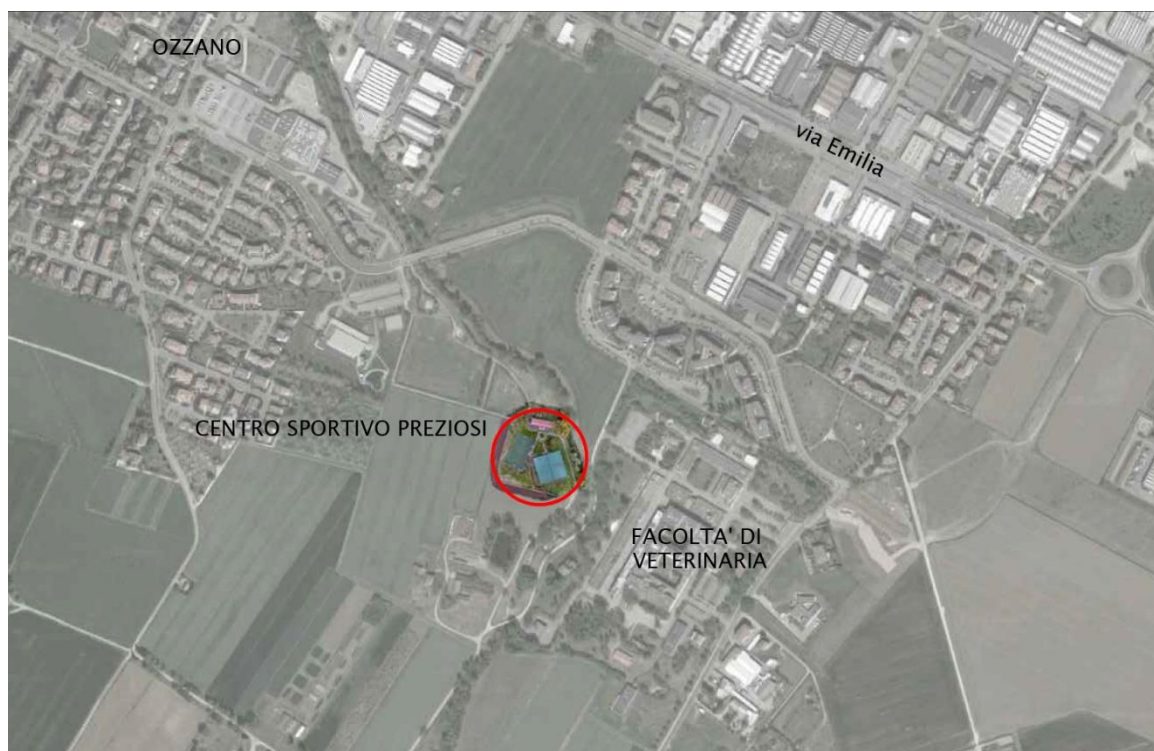 OZZANO
via Emilia
CENTRO SPORTIVO PREZIOSI
FACOLTA' DI
VETERINARIA